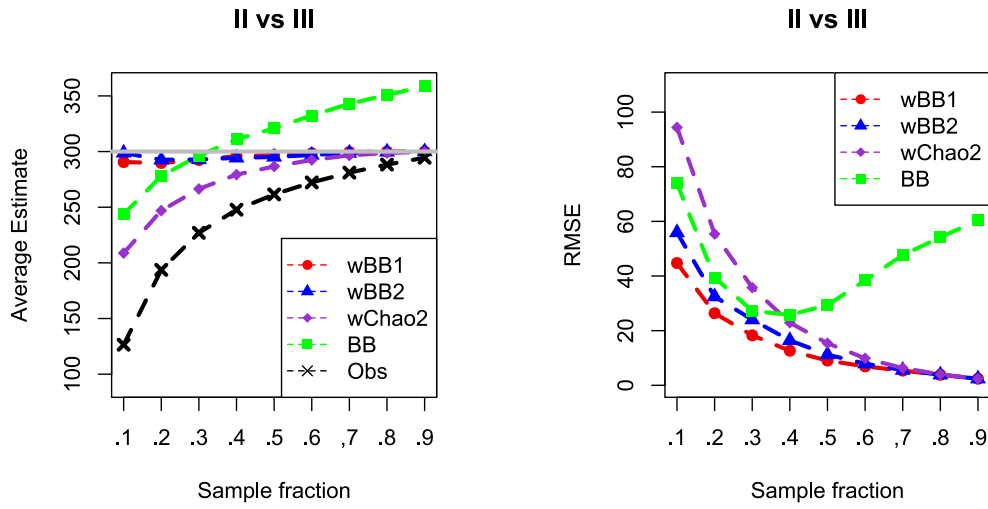 II vs III
Average Estimate
350
300
250
200
150
100
wBB1
wBB2
wChao2
BB
Obs
.1 .2 .3 .4 .5 .6 ,7 .8 .9
Sample fraction
II vs III
RMSE
100
80
60
40
20
0
wBB1
wBB2
wChao2
BB
.1 .2 .3 .4 .5 .6 ,7 .8 .9
Sample fraction